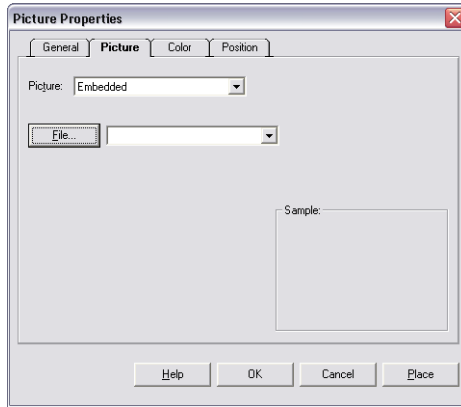 Picture Properties
General Picture Color Position
Picture: Embedded
File...
Sample:
Help OK Cancel Place